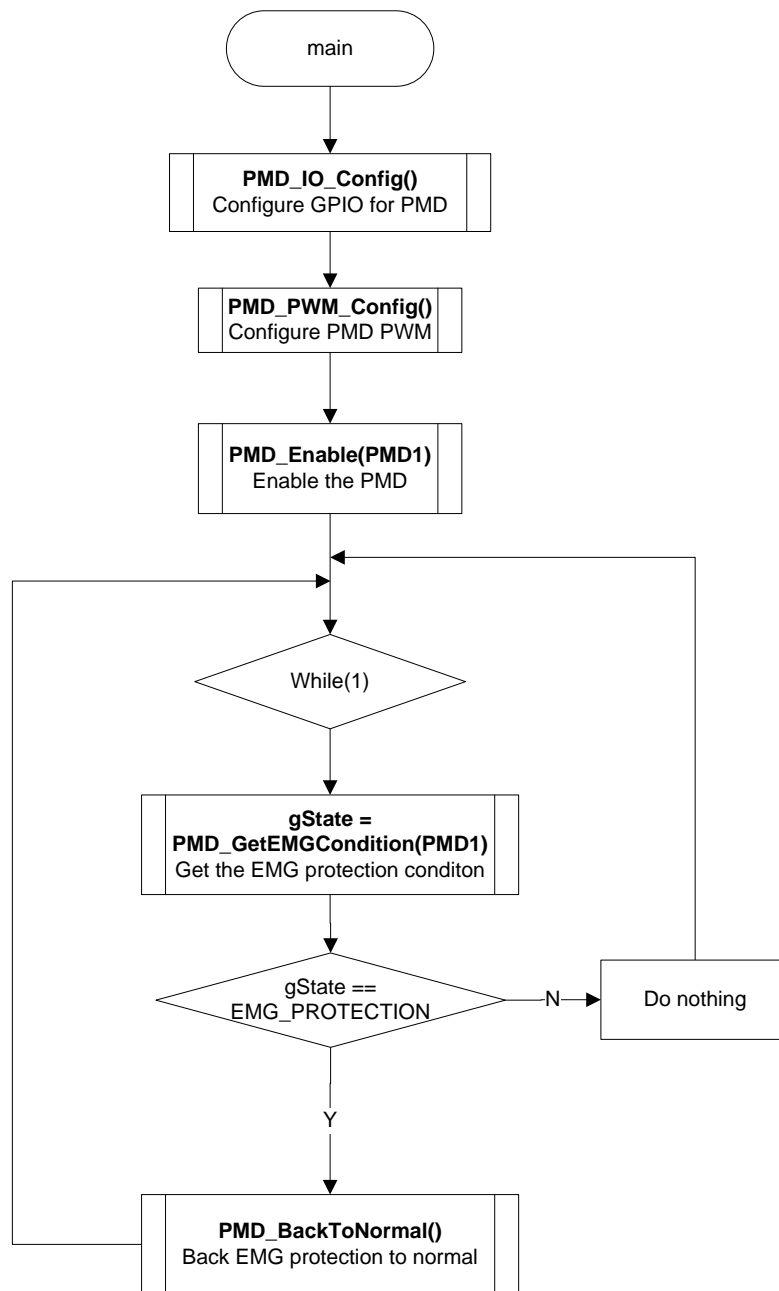 main
PMD_IO_Config()
Configure GPIO for PMD
PMD_PWM_Config()
Configure PMD PWM
PMD_Enable(PMD1)
Enable the PMD
While(1)
gState =
PMD_GetEMGCondition(PMD1)
Get the EMG protection conditon
gState ==
EMG_PROTECTION
N
Do nothing
Y
PMD_BackToNormal()
Back EMG protection to normal